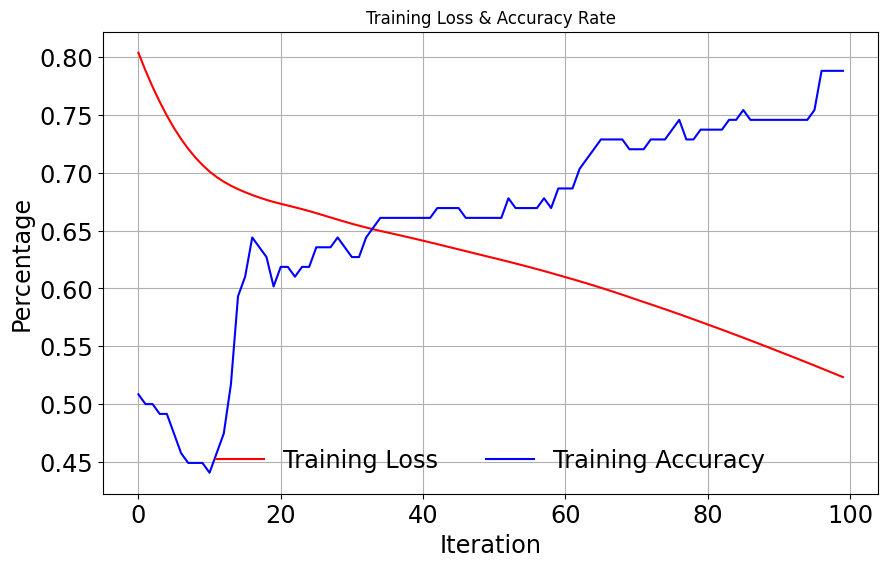 Training Loss & Accuracy Rate
0.80
0.75
0.70
0.65
0.60
0.55
0.50
0.45
Percentage
Training Loss
Training Accuracy
0
20
40
60
80
100
Iteration